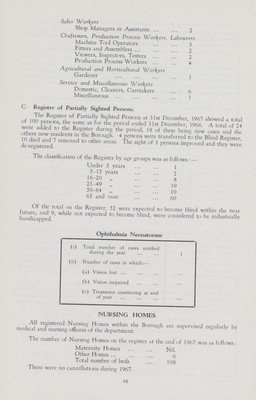 Sales Workers
Shop Managers or Assistants ... ... 2
Craftsmen, Production Process Workers, Labourers
Machine Tool Operators ... ... 3
Fitters and Assemblers ... ... 2
Viewers, Inspectors, Testers ... 2
Production Process Workers ... 4
Agricultural and Horticultural Workers
Gardener ... ... ... 1
Service and Miscellaneous Workers
Domestic, Cleaners, Caretakers ... 6
Miscellaneous ... ... ... 1
C. Register of Partially Sighted Persons.
The Register of Partially Sighted Persons at 31st December, 1967 showed a total
of 100 persons, the same as for the period ended 31st December, 1966. A total of 24
were added to the Register during the period, 18 of these being new cases and the
others new residents in the Borough. 4 persons were transferred to the Blind Register,
10 died and 7 removed to other areas. The sight of 3 persons improved and they were
de-registered.
The classification of the Register by age groups was as follows :—
Under 5 years ... ... 1
5–15 years ... ... 2
16–20 „ ... ... 8
21–49 „ ... ... 19
50–64 „ ... ... 10
65 and over ... ... 60
Of the total on the Register, 32 were expected to become blind within the near
future, and 9, while not expected to become blind, were considered to be industrially
handicapped.
Ophthalmia Neonatorum
(i) Total number of cases notified
during the year ... ... 1
(ii) Number of cases in which:—
(a) Vision lost ... ... ...
(b) Vision impaired ... ...
(c) Treatment continuing at end
of year ... ... ...
NURSING HOMES
All registered Nursing Homes within the Borough are supervised regularly by
medical and nursing officers of the department.
The number of Nursing Homes on the register at the end of 1967 was as follows :
Maternity Homes ... ... Nil.
Other Homes ... ... ... 6
Total number of beds ... 108
There were no cancellations during 1967.
48